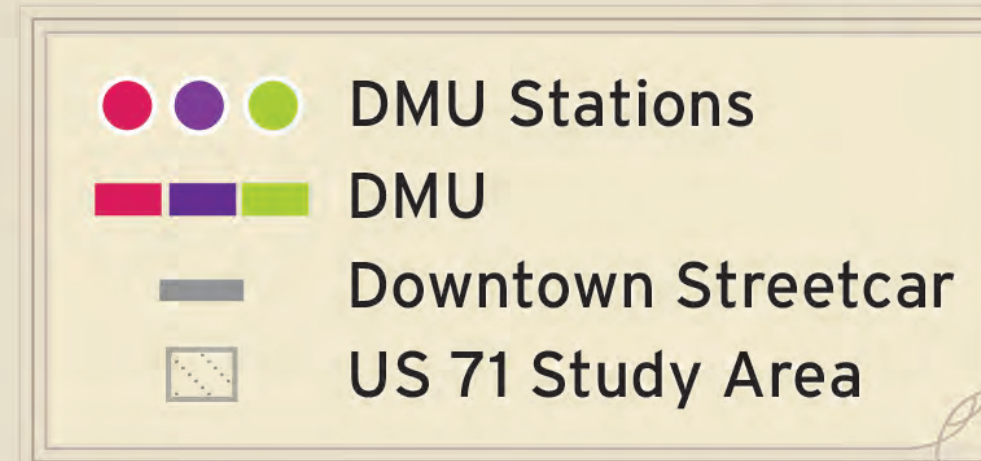 DMU Stations
DMU
Downtown Streetcar
US 71 Study Area